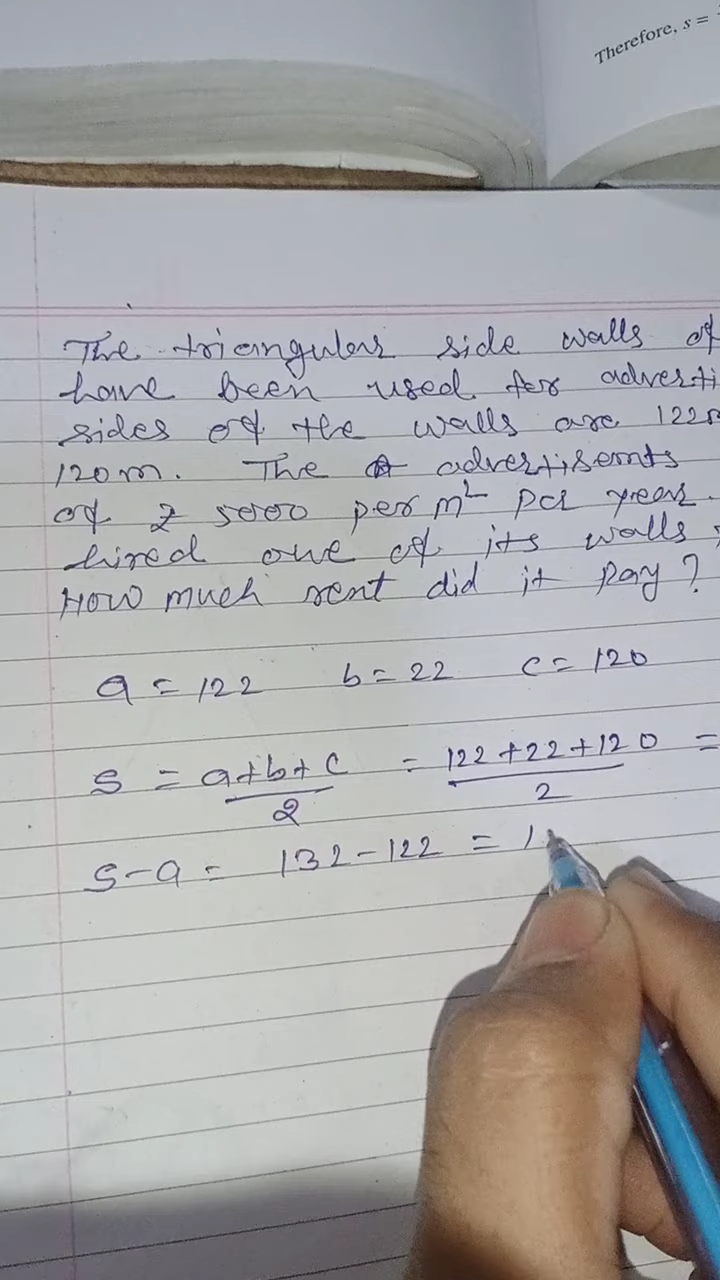 Therefore, s =
The triangular side walls of
have been used for adverti
sides of the walls are 122m
120m. The advertisemts
of ₹ 5000 per m² per year.
hired one of its walls
How much rent did it pay?
a = 122 b = 22 c = 120
s = a+b+c / 2 = 122+22+120 / 2 =
s-a = 132-122 = 1